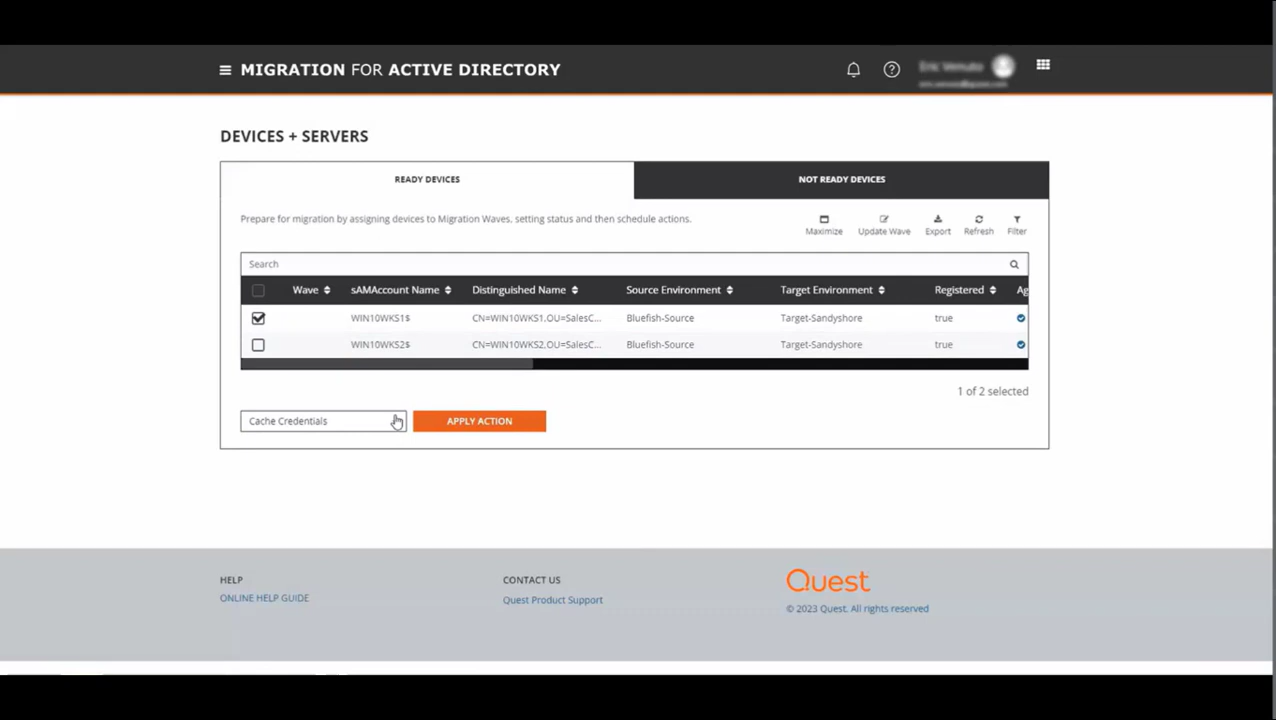 MIGRATION FOR ACTIVE DIRECTORY
DEVICES + SERVERS
READY DEVICES
NOT READY DEVICES
Prepare for migration by assigning devices to Migration Waves, setting status and then schedule actions.
Maximize
Update Wave
Export
Refresh
Filter
Search
Wave sAMAccount Name Distinguished Name Source Environment Target Environment Registered Ag
WIN10WKS1$ CN=WIN10WKS1,OU=SalesC... Bluefish-Source Target-Sandyshore true
WIN10WKS2$ CN=WIN10WKS2,OU=SalesC... Bluefish-Source Target-Sandyshore true
1 of 2 selected
Cache Credentials
APPLY ACTION
HELP
ONLINE HELP GUIDE
CONTACT US
Quest Product Support
Quest
© 2023 Quest. All rights reserved